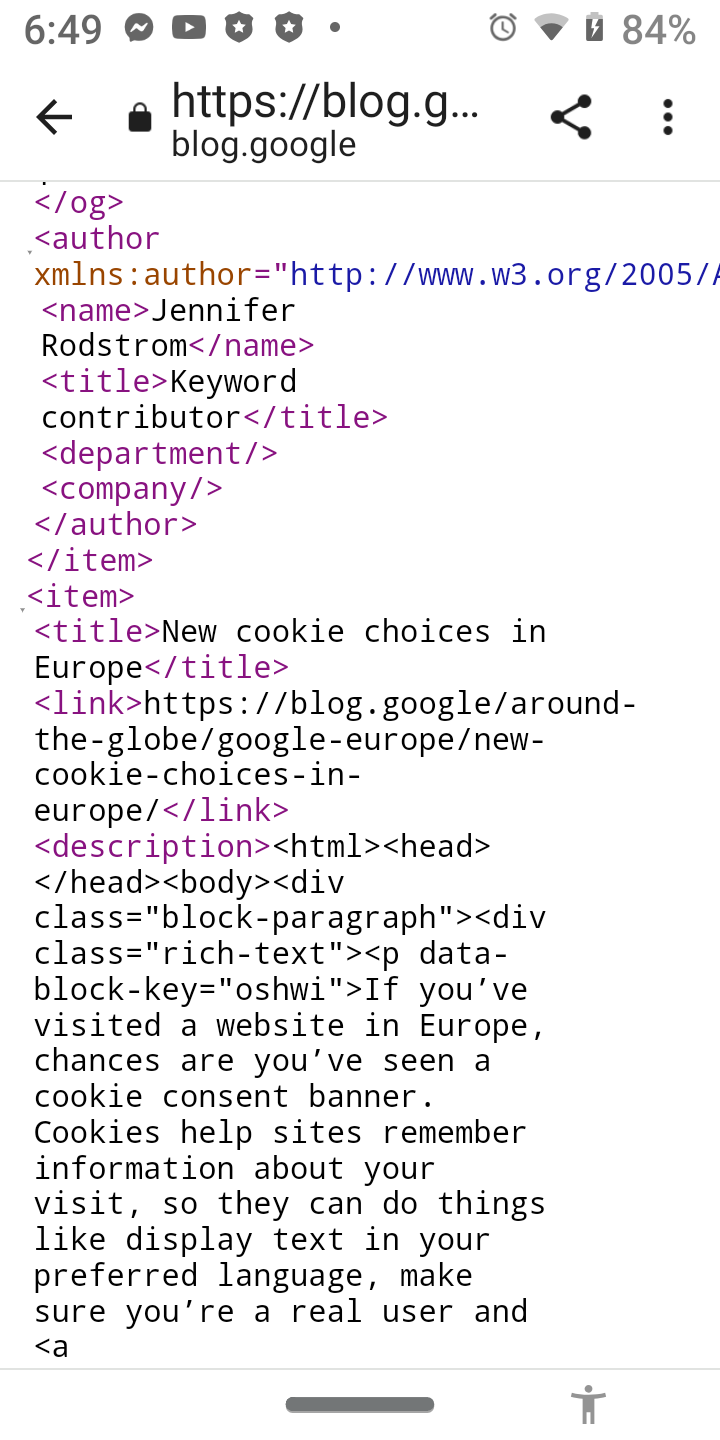 6:49 84%
https://blog.g...
blog.google
</og>
<author
xmlns:author="http://www.w3.org/2005/A
<name>Jennifer
Rodstrom</name>
<title>Keyword
contributor</title>
<department/>
<company/>
</author>
</item>
<item>
<title>New cookie choices in
Europe</title>
<link>https://blog.google/around-
the-globe/google-europe/new-
cookie-choices-in-
europe/</link>
<description><html><head>
</head><body><div
class="block-paragraph"><div
class="rich-text"><p data-
block-key="oshwi">If you’ve
visited a website in Europe,
chances are you’ve seen a
cookie consent banner.
Cookies help sites remember
information about your
visit, so they can do things
like display text in your
preferred language, make
sure you’re a real user and
<a